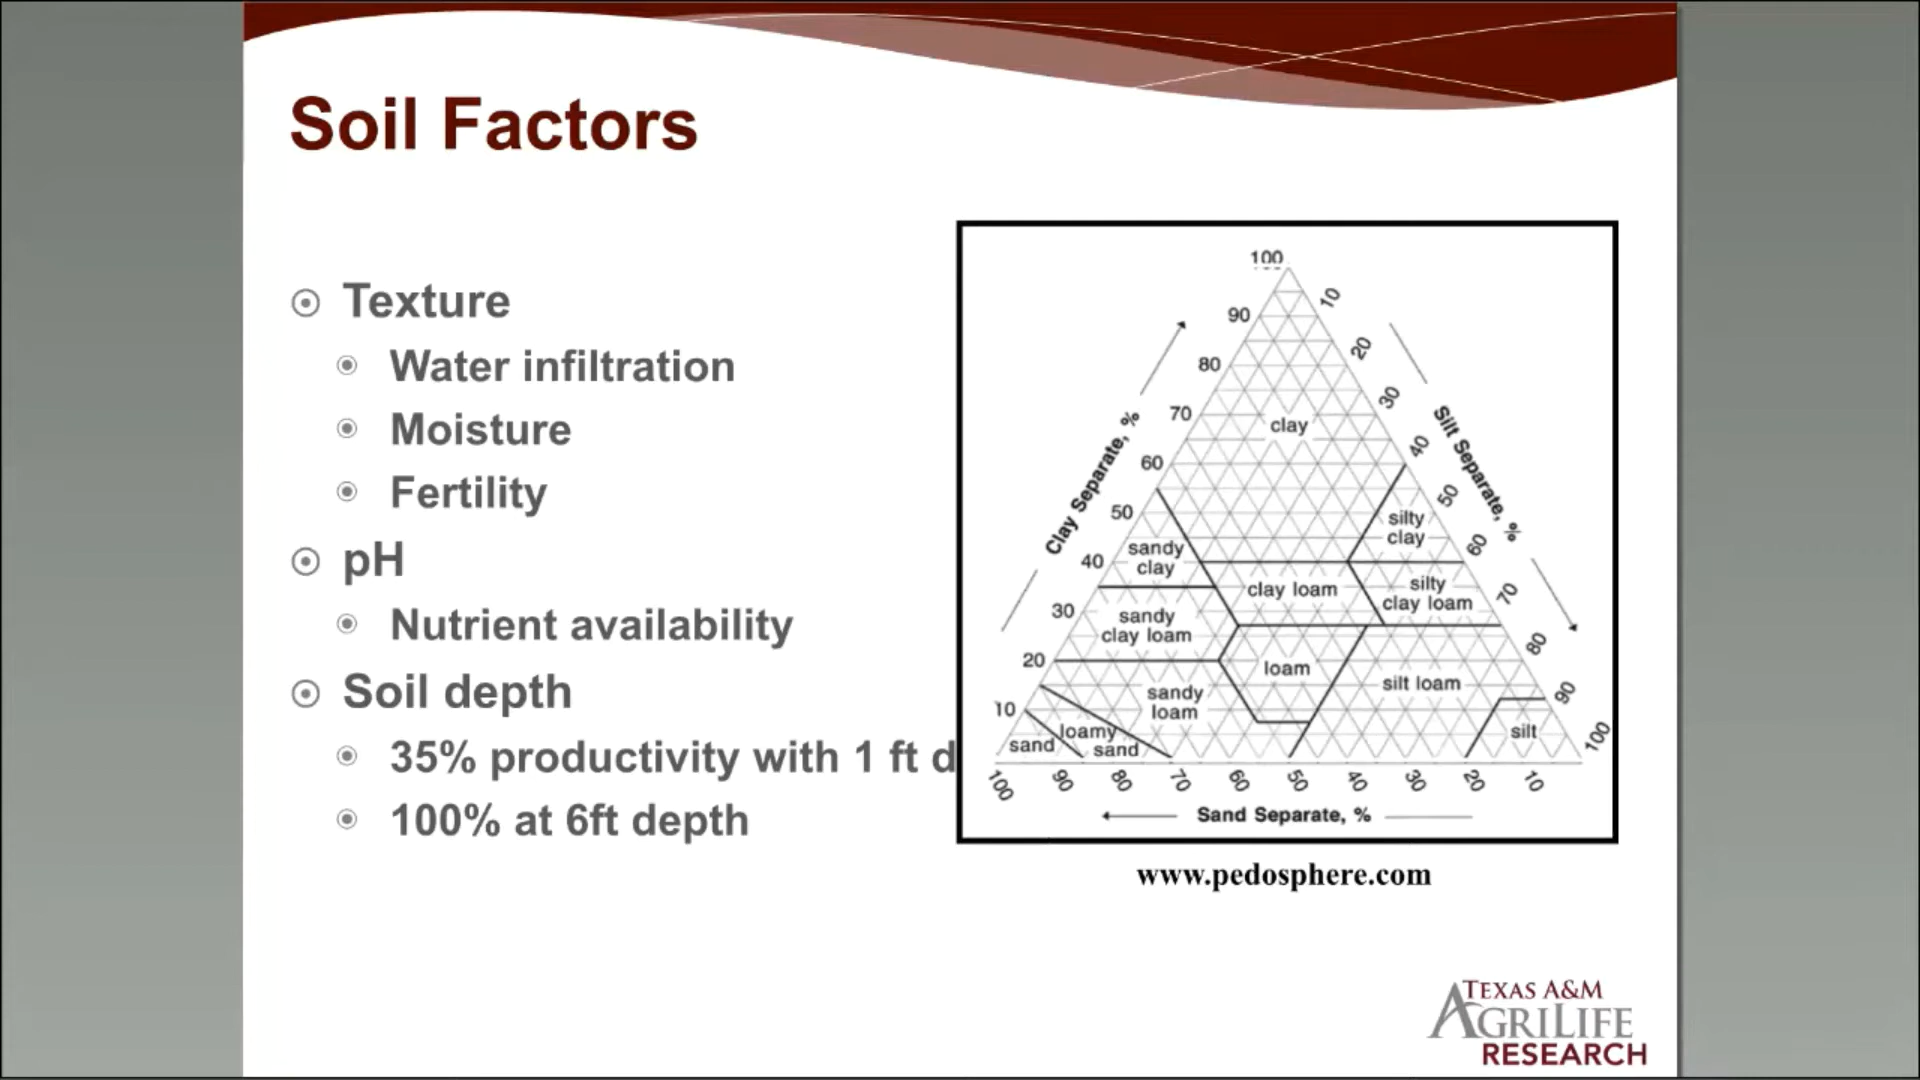 Soil Factors
Texture
Water infiltration
Moisture
Fertility
pH
Nutrient availability
Soil depth
35% productivity with 1 ft d
100% at 6ft depth
100
90
80
70
60
50
40
30
20
10
Clay Separate, %
10
20
30
40
50
60
70
80
90
100
Silt Separate, %
clay
silty
clay
sandy
clay
clay loam
silty
clay loam
sandy
clay loam
loam
silt loam
sandy
loam
loamy
sand
sand
silt
100
90
80
70
60
50
40
30
20
10
Sand Separate, %
www.pedosphere.com
TEXAS A&M
AGRILIFE
RESEARCH